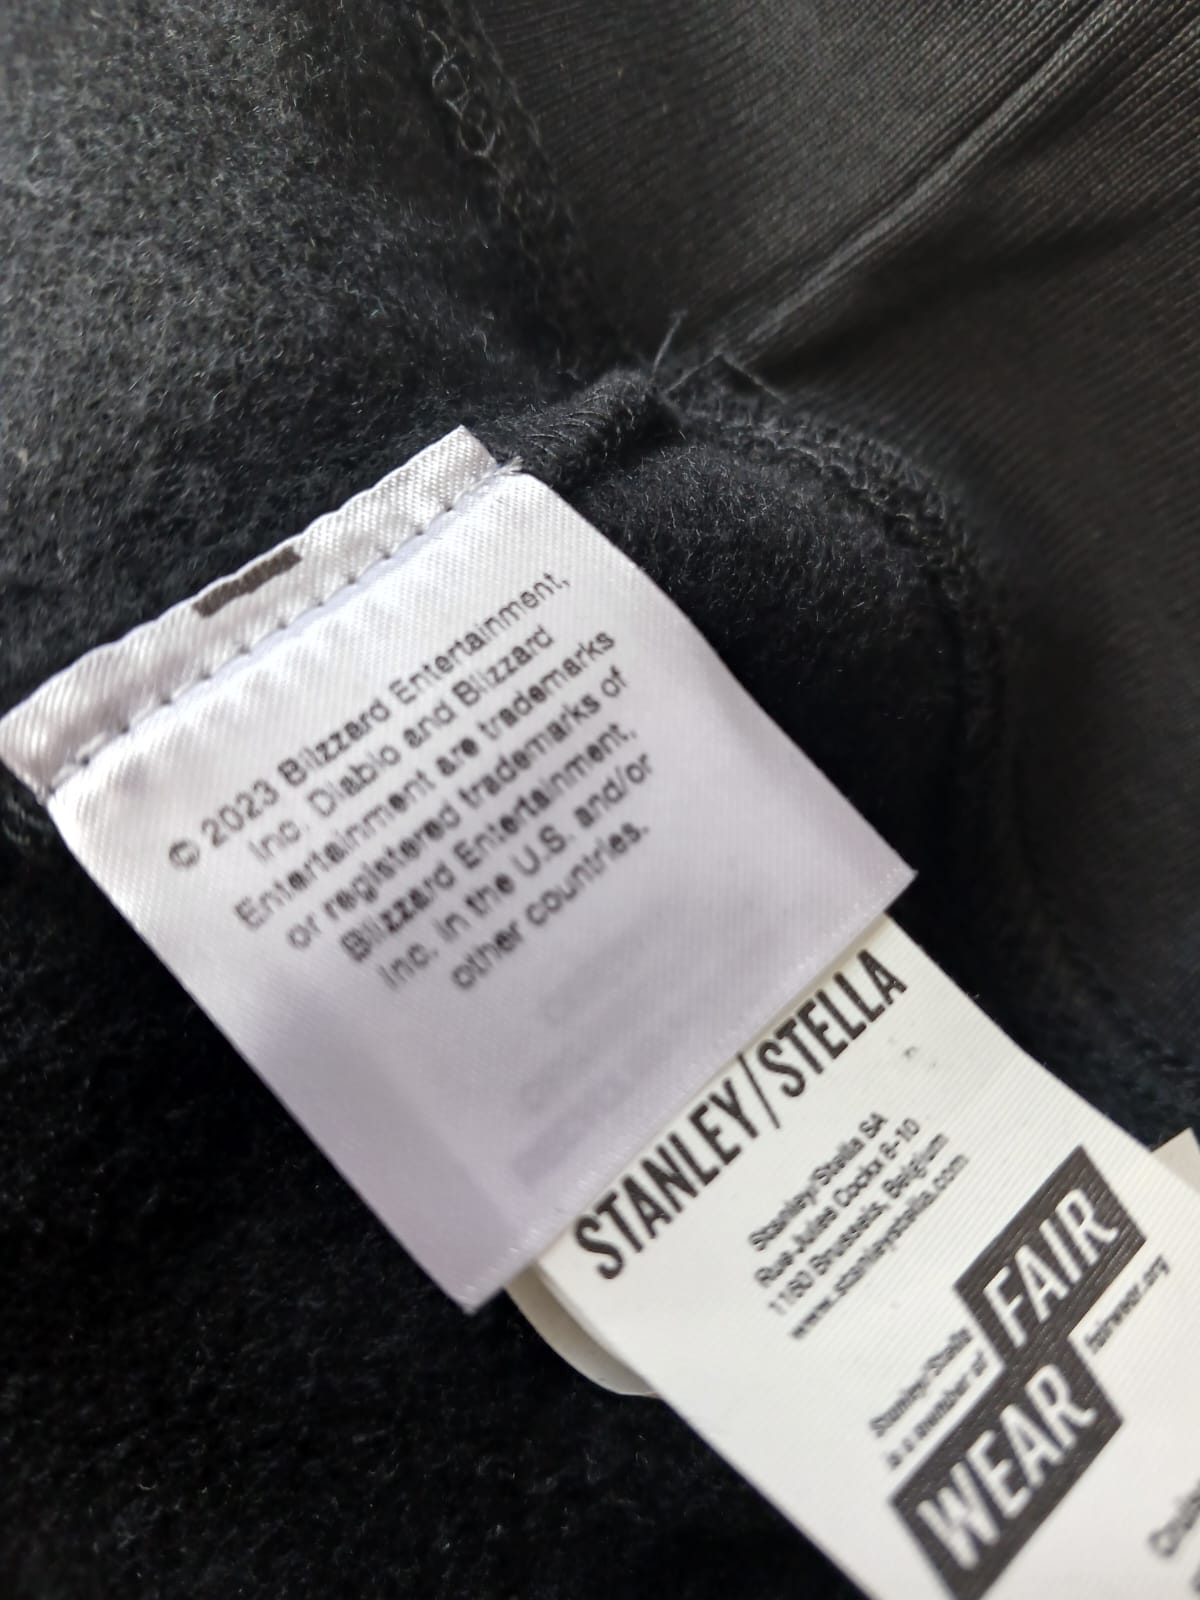 © 2023 Blizzard Entertainment,
Inc. Diablo and Blizzard
Entertainment are trademarks
or registered trademarks of
Blizzard Entertainment,
Inc. in the U.S. and/or
other countries.
STANLEY/STELLA
Stanley/Stella SA
Rue Jules Cockx 8-10
1160 Brussels, Belgium
www.stanleystella.com
Stanley/Stella
is a member of
FAIR
WEAR
fairwear.org